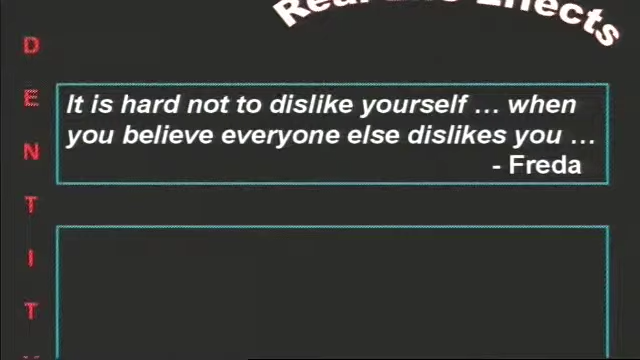 It is hard not to dislike yourself … when
you believe everyone else dislikes you …
- Freda
D
E
N
T
I
T